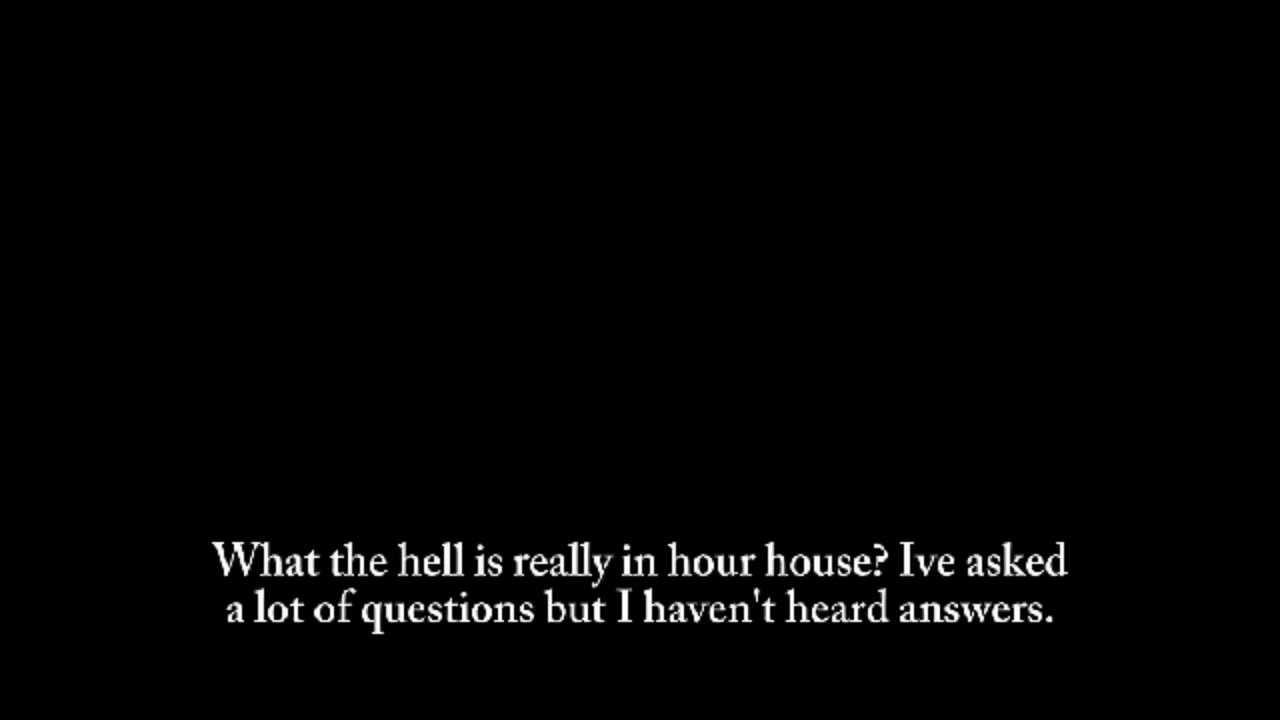 What the hell is really in hour house? Ive asked
a lot of questions but I haven't heard answers.